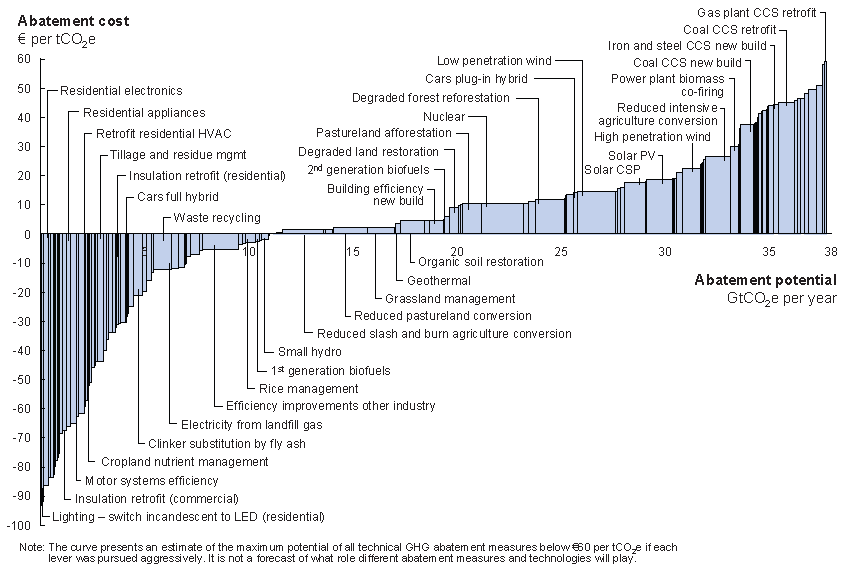 Abatement cost
€ per tCO2e
Gas plant CCS retrofit
Coal CCS retrofit
Iron and steel CCS new build
Coal CCS new build
Power plant biomass
co-firing
Reduced intensive
agriculture conversion
High penetration wind
Solar PV
Solar CSP
Low penetration wind
Cars plug-in hybrid
Degraded forest reforestation
Nuclear
Pastureland afforestation
Degraded land restoration
2nd generation biofuels
Building efficiency
new build
Residential electronics
Residential appliances
Retrofit residential HVAC
Tillage and residue mgmt
Insulation retrofit (residential)
Cars full hybrid
Waste recycling
60
50
40
30
20
10
0
-10
-20
-30
-40
-50
-60
-70
-80
-90
-100
5
10
15
20
25
30
35
38
Abatement potential
GtCO2e per year
Organic soil restoration
Geothermal
Grassland management
Reduced pastureland conversion
Reduced slash and burn agriculture conversion
Small hydro
1st generation biofuels
Rice management
Efficiency improvements other industry
Electricity from landfill gas
Clinker substitution by fly ash
Cropland nutrient management
Motor systems efficiency
Insulation retrofit (commercial)
Lighting – switch incandescent to LED (residential)
Note: The curve presents an estimate of the maximum potential of all technical GHG abatement measures below €60 per tCO2e if each
lever was pursued aggressively. It is not a forecast of what role different abatement measures and technologies will play.